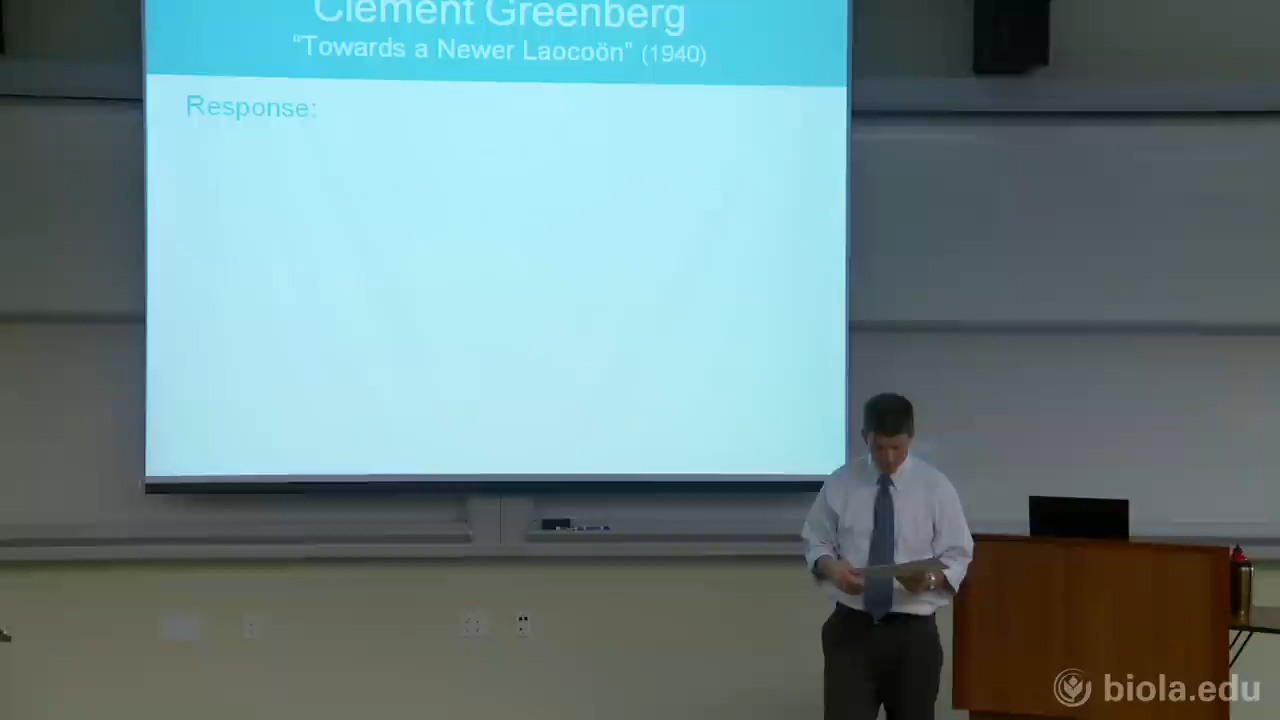 Clement Greenberg
“Towards a Newer Laocoön” (1940)
Response:
biola.edu